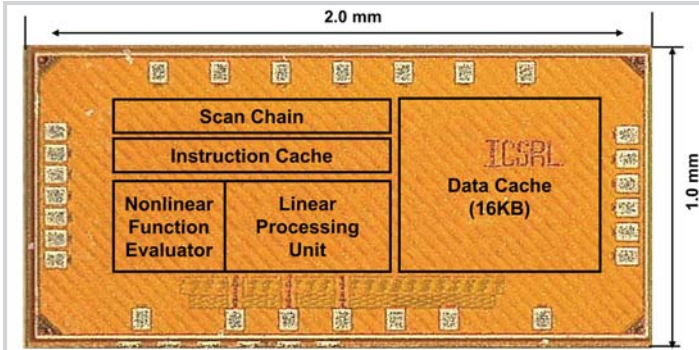 2.0 mm
Scan Chain
Instruction Cache
Nonlinear
Function
Evaluator
Linear
Processing
Unit
ICSRL
Data Cache
(16KB)
1.0 mm